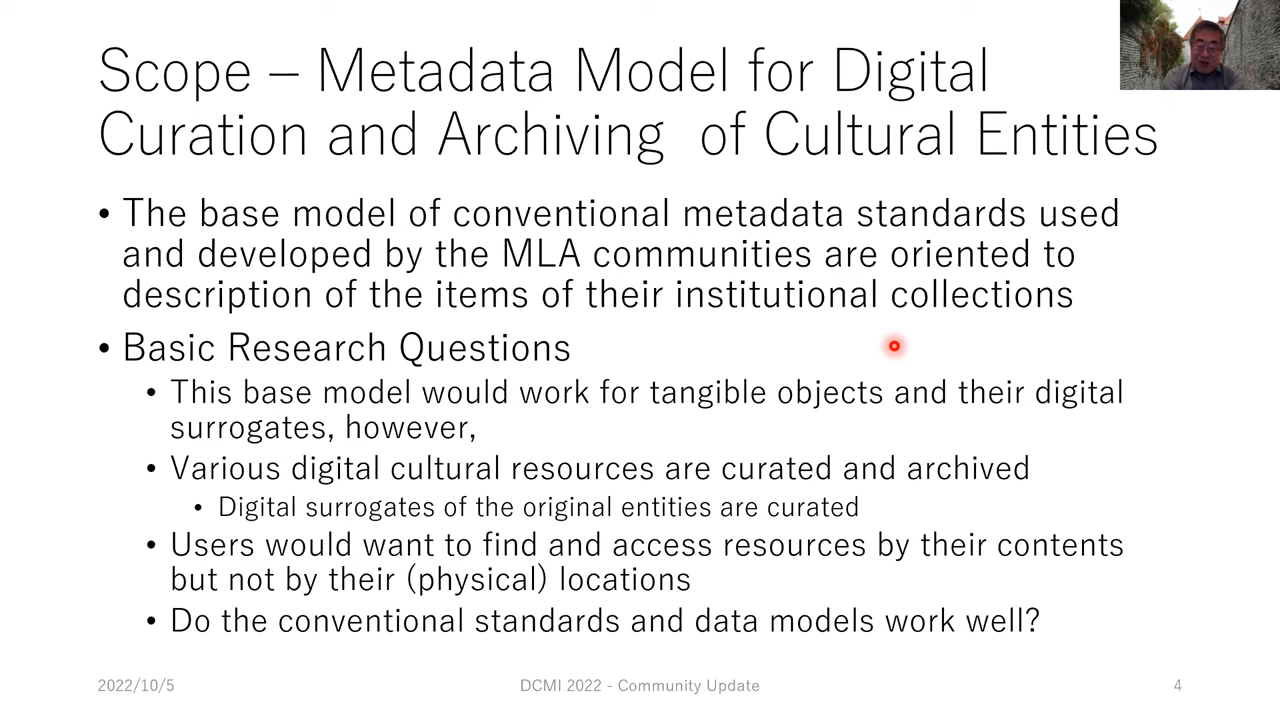 Scope – Metadata Model for Digital
Curation and Archiving of Cultural Entities
• The base model of conventional metadata standards used
and developed by the MLA communities are oriented to
description of the items of their institutional collections
• Basic Research Questions
• This base model would work for tangible objects and their digital
surrogates, however,
• Various digital cultural resources are curated and archived
• Digital surrogates of the original entities are curated
• Users would want to find and access resources by their contents
but not by their (physical) locations
• Do the conventional standards and data models work well?
2022/10/5
DCMI 2022 - Community Update
4